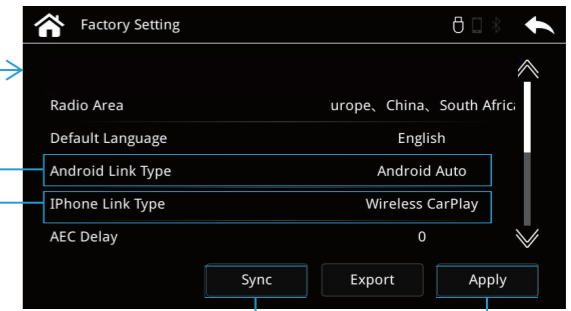 Factory Setting
Radio Area urope、China、South Afric
Default Language English
Android Link Type Android Auto
IPhone Link Type Wireless CarPlay
AEC Delay 0
Sync Export Apply